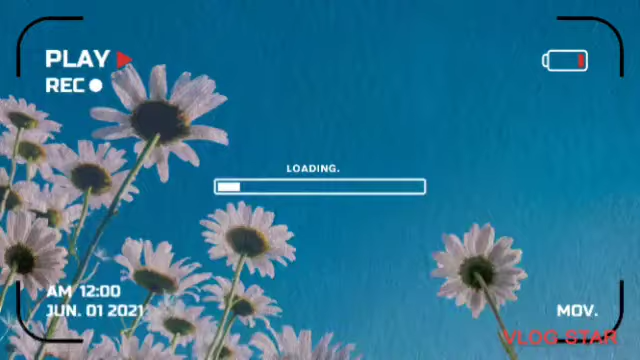 PLAY
REC
LOADING.
AM 12:00
JUN. 01 2021
MOV.
VLOG STAR